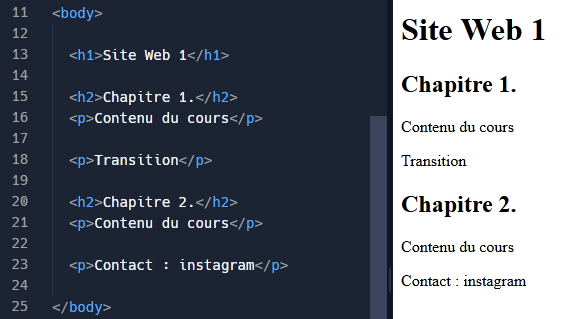 11 <body>
12
13 <h1>Site Web 1</h1>
14
15 <h2>Chapitre 1.</h2>
16 <p>Contenu du cours</p>
17
18 <p>Transition</p>
19
20 <h2>Chapitre 2.</h2>
21 <p>Contenu du cours</p>
22
23 <p>Contact : instagram</p>
24
25 </body>
Site Web 1
Chapitre 1.
Contenu du cours
Transition
Chapitre 2.
Contenu du cours
Contact : instagram